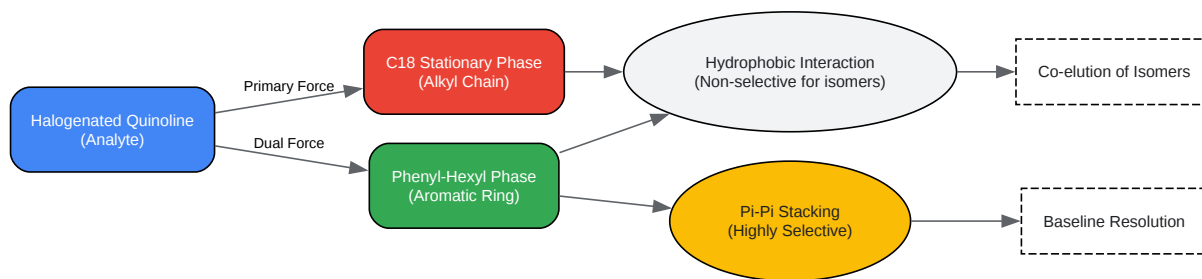 Halogenated Quinoline
(Analyte)
Primary Force
Dual Force
C18 Stationary Phase
(Alkyl Chain)
Phenyl-Hexyl Phase
(Aromatic Ring)
Hydrophobic Interaction
(Non-selective for isomers)
Pi-Pi Stacking
(Highly Selective)
Co-elution of Isomers
Baseline Resolution